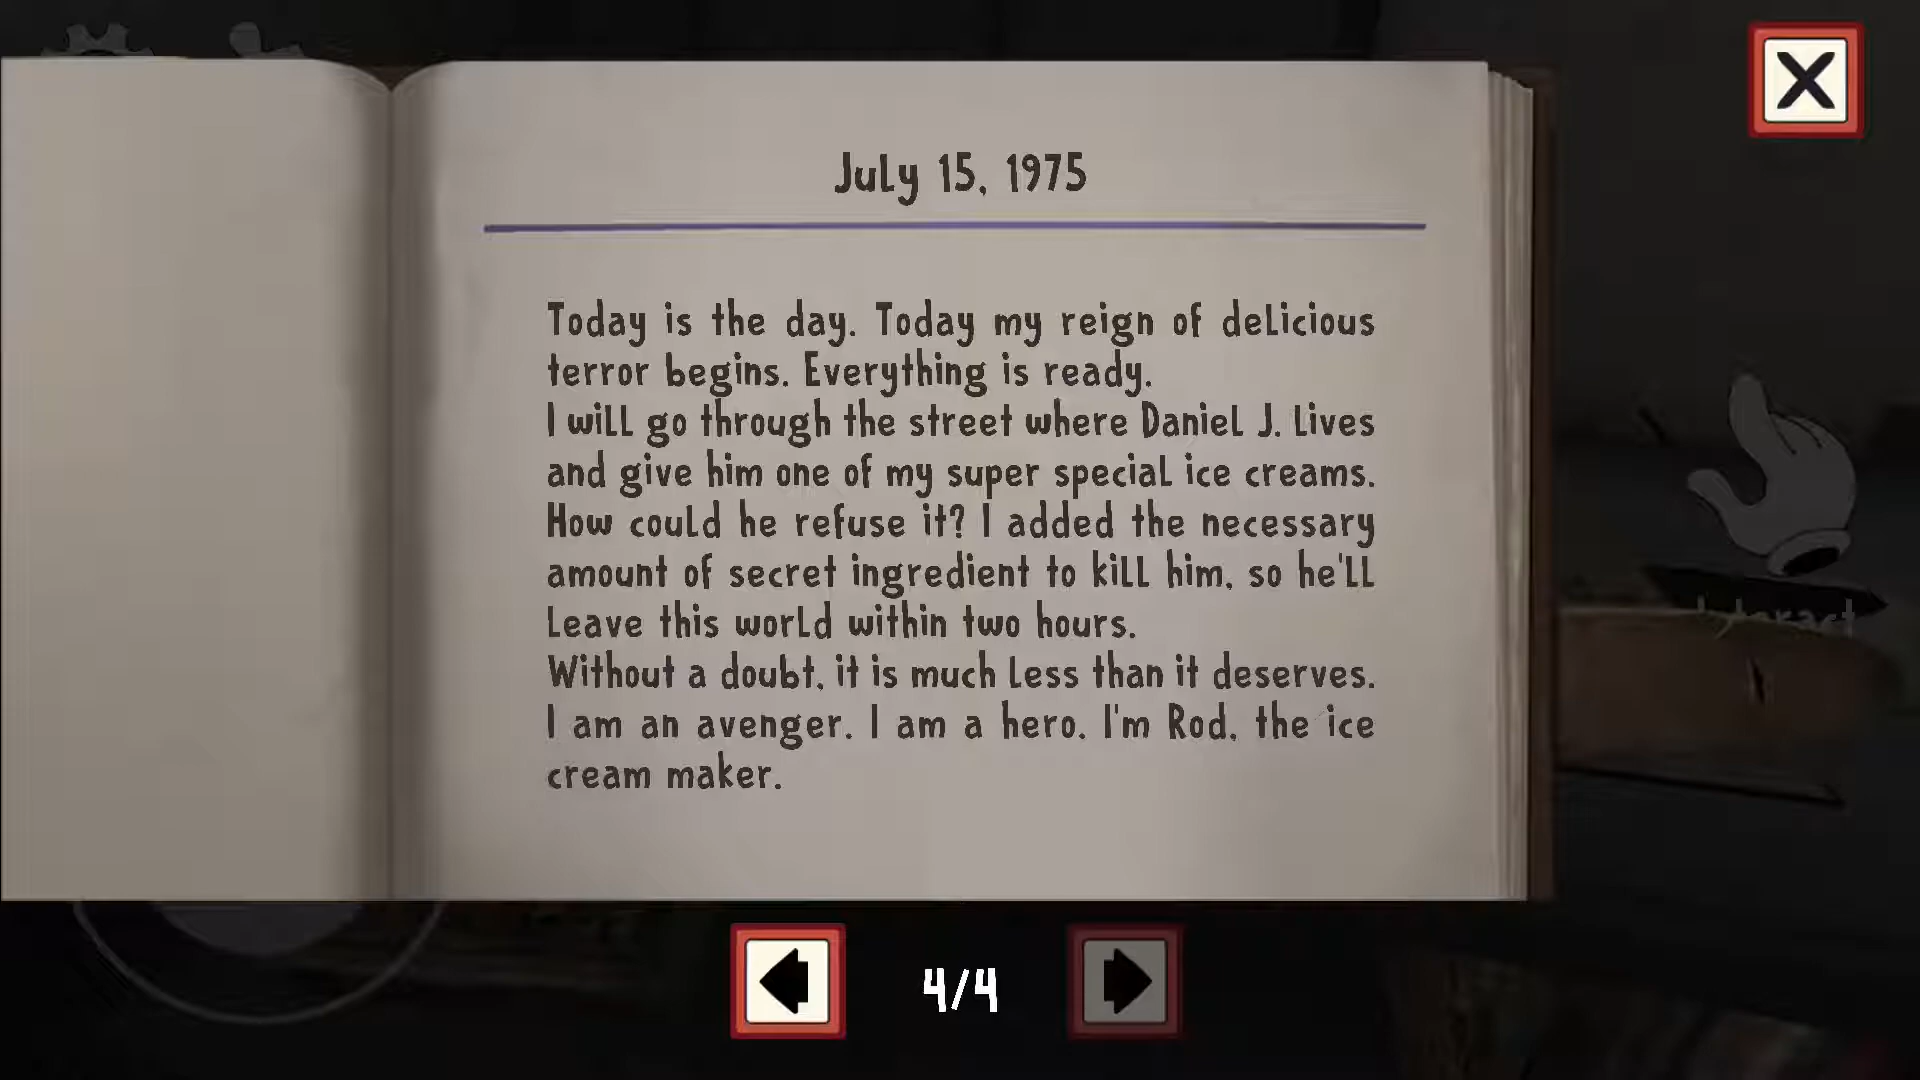 July 15, 1975
Today is the day. Today my reign of delicious
terror begins. Everything is ready.
I will go through the street where Daniel J. Lives
and give him one of my super special ice creams.
How could he refuse it? I added the necessary
amount of secret ingredient to kill him, so he'll
Leave this world within two hours.
Without a doubt, it is much less than it deserves.
I am an avenger. I am a hero. I'm Rod, the ice
cream maker.
Interact
4/4